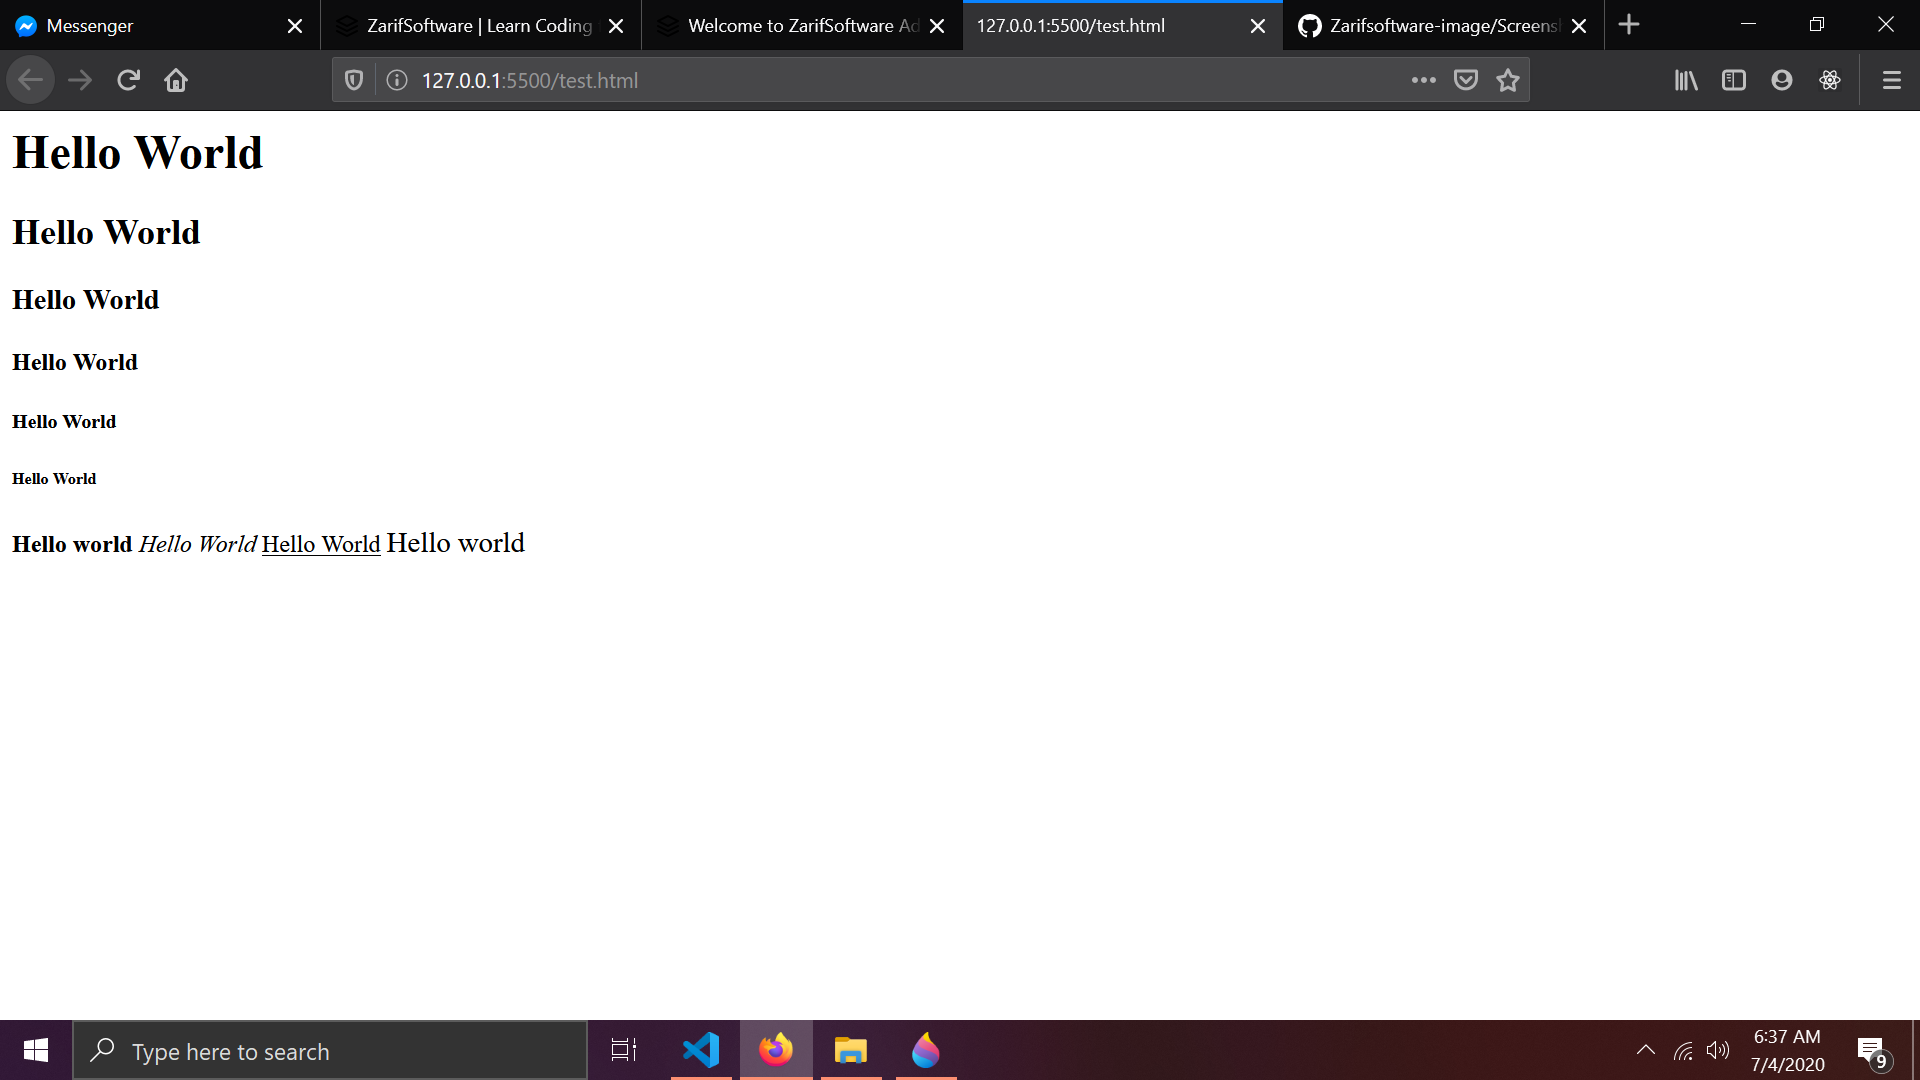 Messenger
ZarifSoftware | Learn Coding
Welcome to ZarifSoftware Ad
127.0.0.1:5500/test.html
Zarifsoftware-image/Screensh
127.0.0.1:5500/test.html
Hello World
Hello World
Hello World
Hello World
Hello World
Hello World
Hello world Hello World Hello World Hello world
Type here to search
6:37 AM
7/4/2020
9